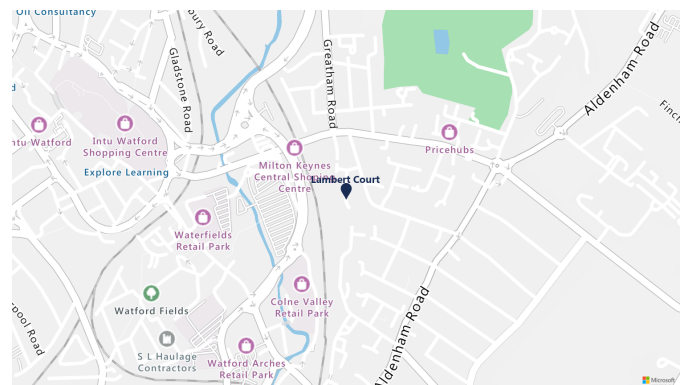 Oil Consultancy
bury Road
Gladstone Road
Greatham Road
Aldenham Road
Finch
d
ntu Watford
Intu Watford
Shopping Centre
Explore Learning
Milton Keynes
Central Shopping
Centre
Lambert Court
Pricehubs
Waterfields
Retail Park
Watford Fields
Colne Valley
Retail Park
pool Road
S L Haulage
Contractors
Watford Arches
Retail Park
Aldenham Road
Microsoft